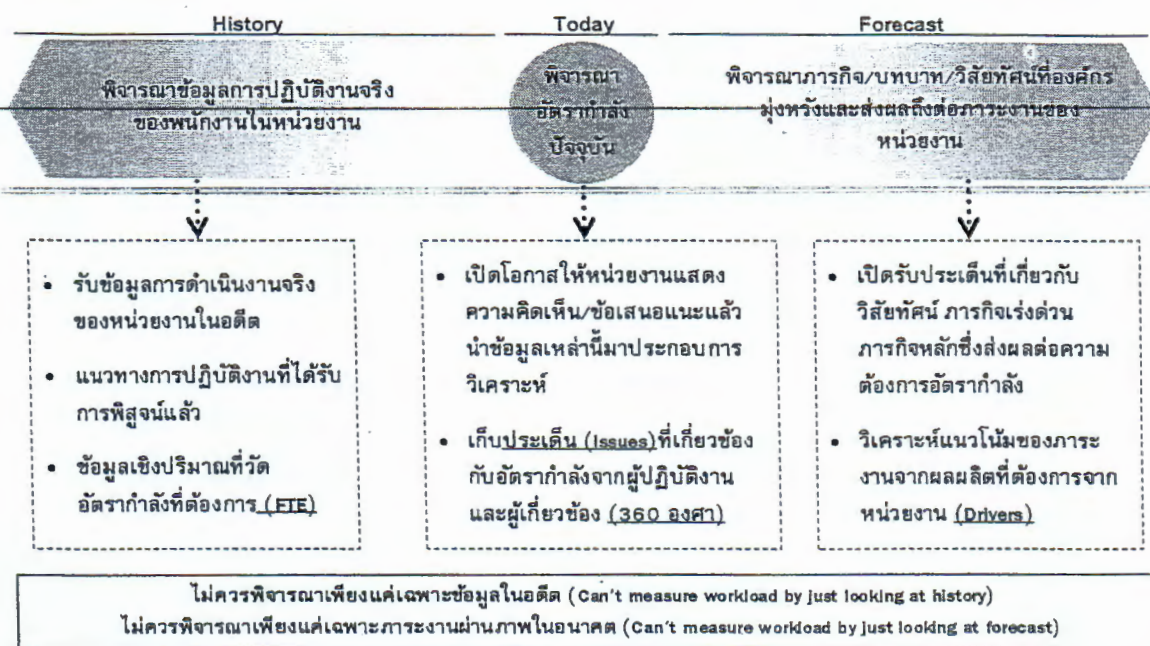 History
Today
Forecast
พิจารณาข้อมูลการปฏิบัติงานจริง
ของพนักงานในหน่วยงาน
พิจารณา
อัตรากำลัง
ปัจจุบัน
พิจารณาภารกิจ/บทบาท/วิสัยทัศน์ที่องค์กร
มุ่งหวังและส่งผลถึงต่อภาระงานของ
หน่วยงาน
• รับข้อมูลการดำเนินงานจริง
ของหน่วยงานในอดีต
• แนวทางการปฏิบัติงานที่ได้รับ
การพิสูจน์แล้ว
• ข้อมูลเชิงปริมาณที่วัด
อัตรากำลังที่ต้องการ (FTE)
• เปิดโอกาสให้หน่วยงานแสดง
ความคิดเห็น/ข้อเสนอแนะแล้ว
นำข้อมูลเหล่านี้มาประกอบการ
วิเคราะห์
• เก็บประเด็น (Issues)ที่เกี่ยวข้อง
กับอัตรากำลังจากผู้ปฏิบัติงาน
และผู้เกี่ยวข้อง (360 องศา)
• เปิดรับประเด็นที่เกี่ยวกับ
วิสัยทัศน์ ภารกิจเร่งด่วน
ภารกิจหลักซึ่งส่งผลต่อความ
ต้องการอัตรากำลัง
• วิเคราะห์แนวโน้มของภาระ
งานจากผลผลิตที่ต้องการจาก
หน่วยงาน (Drivers)
ไม่ควรพิจารณาเพียงแค่เฉพาะข้อมูลในอดีต (Can't measure workload by just looking at history)
ไม่ควรพิจารณาเพียงแค่เฉพาะภาระงานผ่านภาพในอนาคต (Can't measure workload by just looking at forecast)